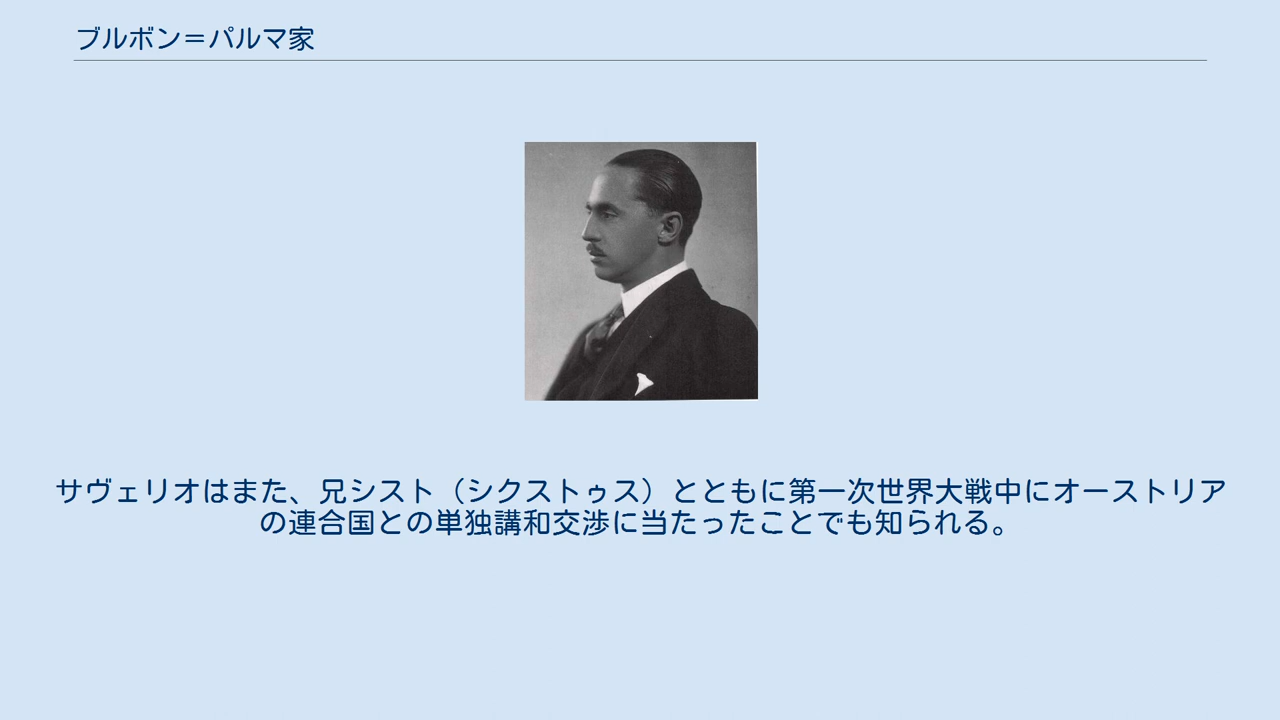 ブルボン＝パルマ家
サヴェリオはまた、兄シスト（シクストゥス）とともに第一次世界大戦中にオーストリア
の連合国との単独講和交渉に当たったことでも知られる。